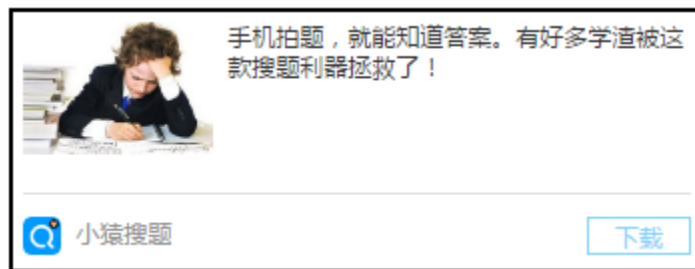 手机拍题，就能知道答案。有好多学渣被这
款搜题利器拯救了！
小猿搜题
下载